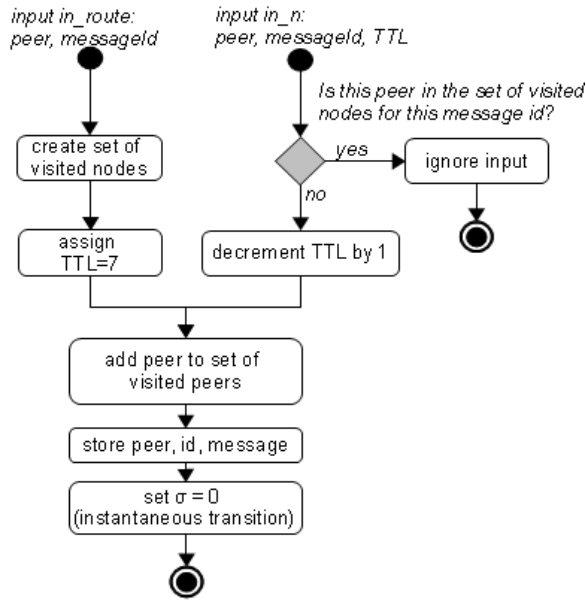 input in_route:
peer, messageId
input in_n:
peer, messageId, TTL
Is this peer in the set of visited
nodes for this message id?
create set of
visited nodes
yes
ignore input
no
assign
TTL=7
decrement TTL by 1
add peer to set of
visited peers
store peer, id, message
set σ = 0
(instantaneous transition)